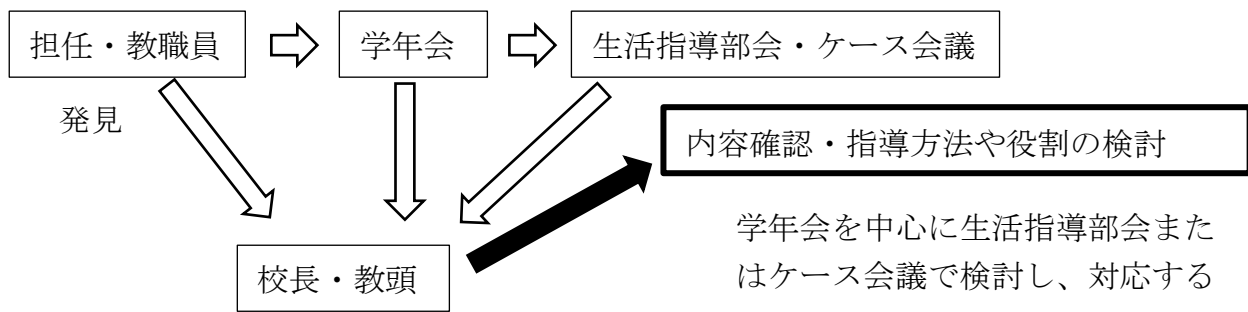 担任・教職員
学年会
生活指導部会・ケース会議
発見
内容確認・指導方法や役割の検討
学年会を中心に生活指導部会また
はケース会議で検討し、対応する
校長・教頭